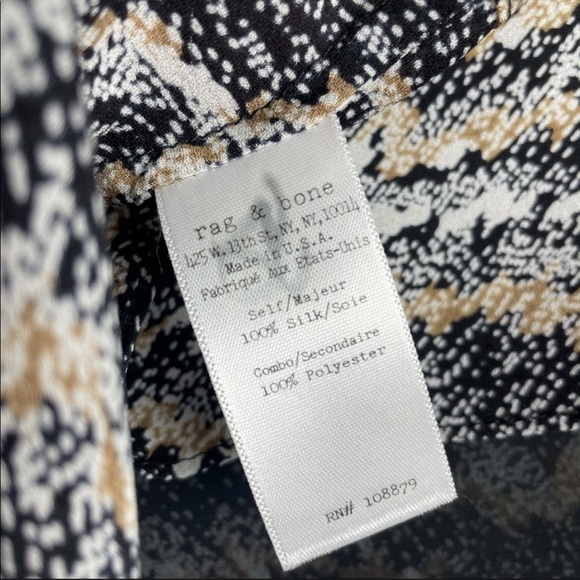 rag & bone
425 W. 13th St, NY, NY, 10014
Made in U.S.A.
Fabriqué Aux États-Unis
Self/Majeur
100% Silk/Soie
Combo/Secondaire
100% Polyester
RN# 108879